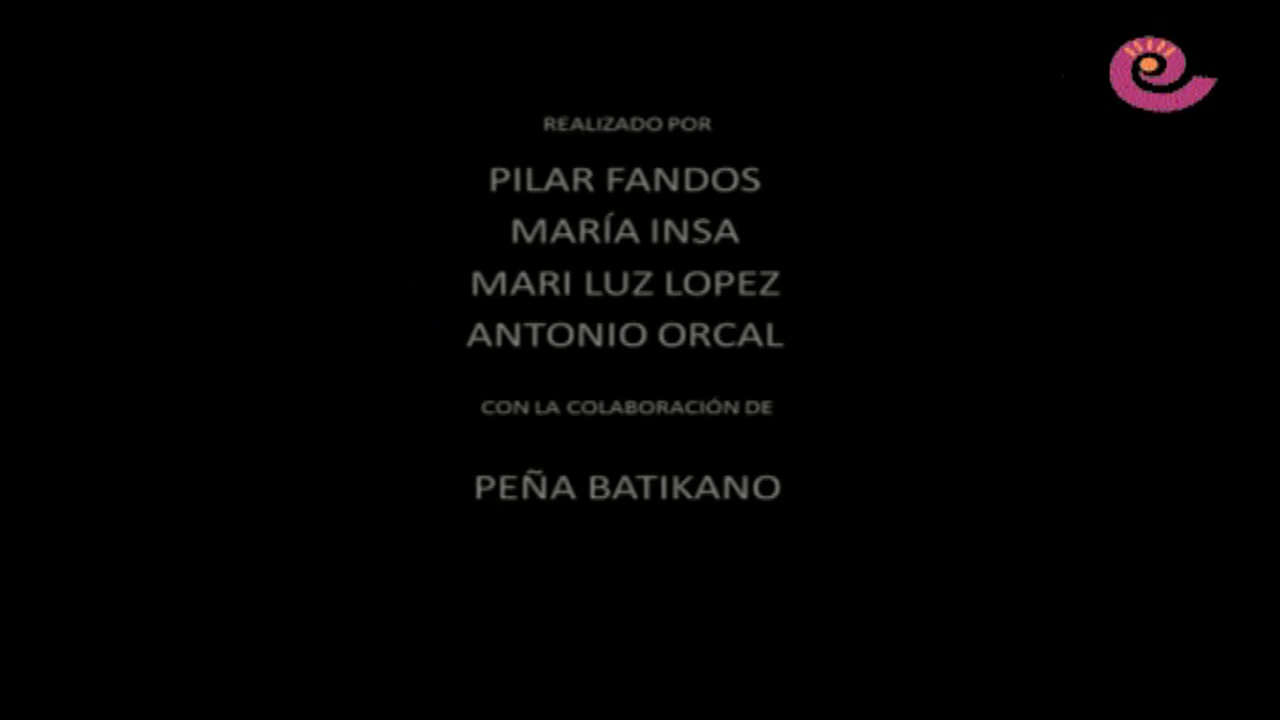 REALIZADO POR
PILAR FANDOS
MARÍA INSA
MARI LUZ LOPEZ
ANTONIO ORCAL
CON LA COLABORACIÓN DE
PEÑA BATIKANO